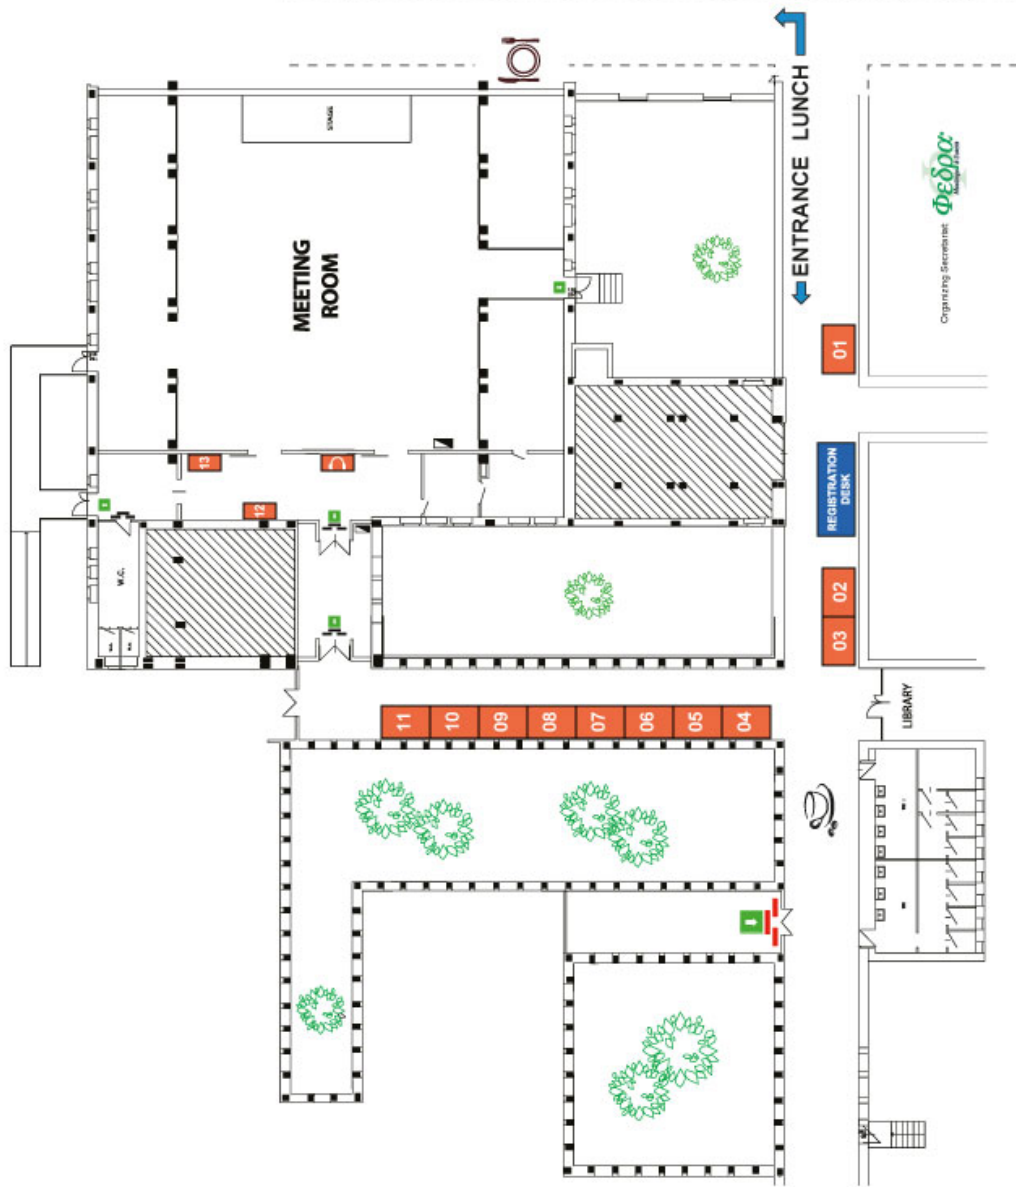 STAGE
MEETING
ROOM
ENTRANCE LUNCH
Organizing Secretariat:
Φεδρα
01
REGISTRATION
DESK
02
03
13
12
W.C.
LIBRARY
11
10
09
08
07
06
05
04